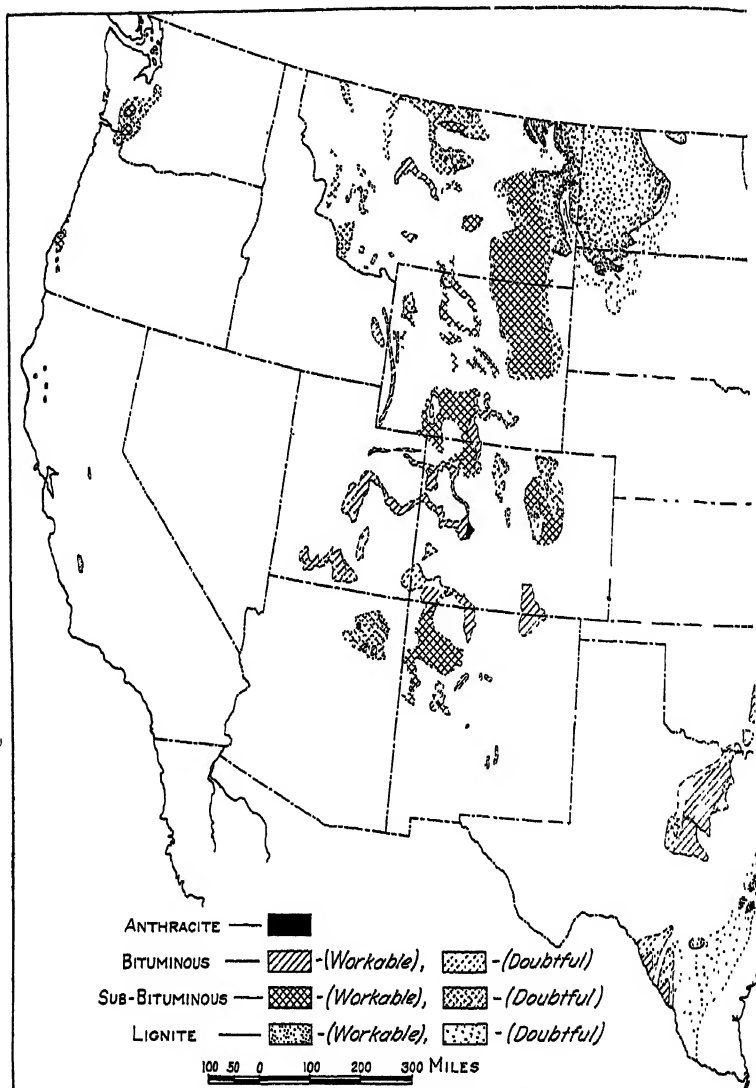 ANTHRACITE
BITUMINOUS -(Workable), -(Doubtful)
SUB-BITUMINOUS -(Workable), -(Doubtful)
LIGNITE -(Workable), -(Doubtful)
100 50 0 100 200 300 MILES